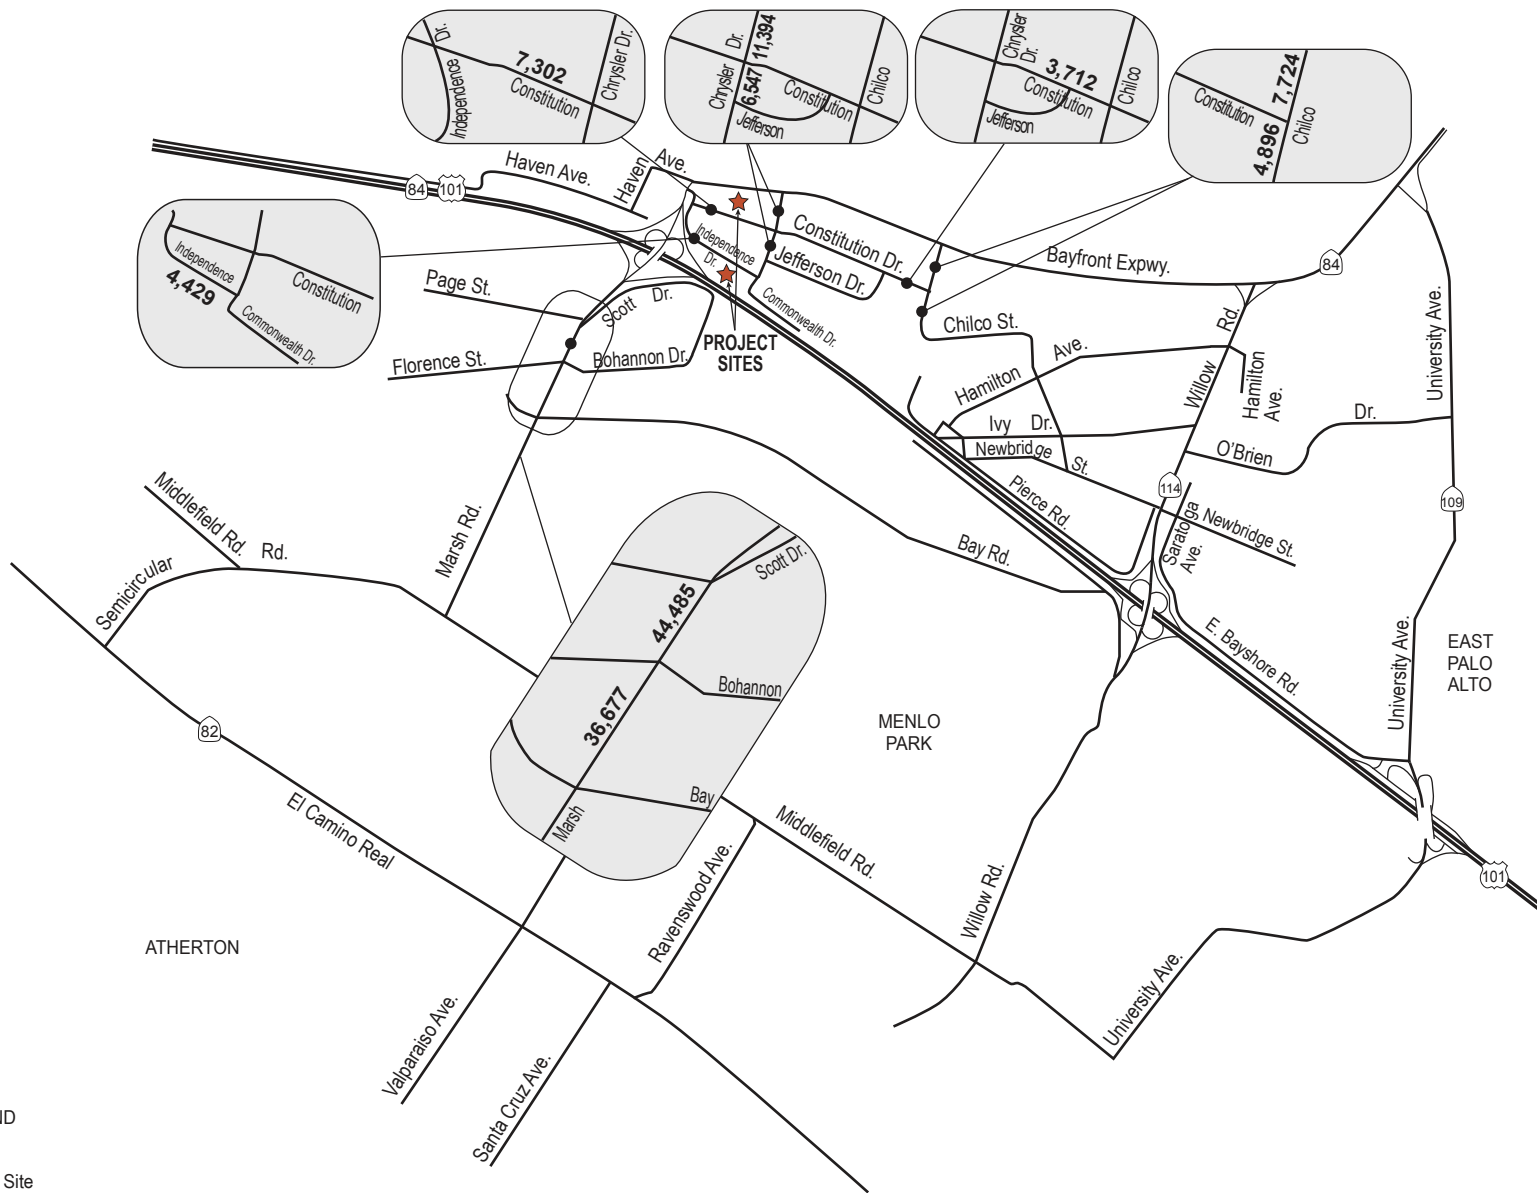 Dr.
Independence
7,302
Constitution
Chrysler Dr.
Dr.
11,394
Chrysler
6,547
Constitution
Jefferson
Chilco
Chrysler
Dr.
3,712
Constitution
Jefferson
Chilco
Constitution
7,724
4,896
Chilco
84
101
Haven Ave.
Haven
Ave.
Independence
4,429
Constitution
Commonwealth Dr.
Independence
Dr.
Constitution Dr.
Jefferson Dr.
Commonwealth Dr.
Bayfront Expwy.
84
Page St.
Scott Dr.
Florence St.
Bohannon Dr.
PROJECT
SITES
Chilco St.
Hamilton Ave.
Willow Rd.
Hamilton
Ave.
University Ave.
Ivy Dr.
Newbridge St.
O'Brien Dr.
Pierce Rd.
114
Saratoga
Ave.
Newbridge St.
109
Bay Rd.
Marsh Rd.
Middlefield Rd.
Semicircular Rd.
Scott Dr.
44,485
Bohannon
36,677
Bay
Marsh
E. Bayshore Rd.
University Ave.
EAST
PALO
ALTO
MENLO
PARK
82
El Camino Real
Middlefield Rd.
Ravenswood Ave.
Willow Rd.
101
ATHERTON
University Ave.
Valparaiso Ave.
Santa Cruz Ave.
ND
Site